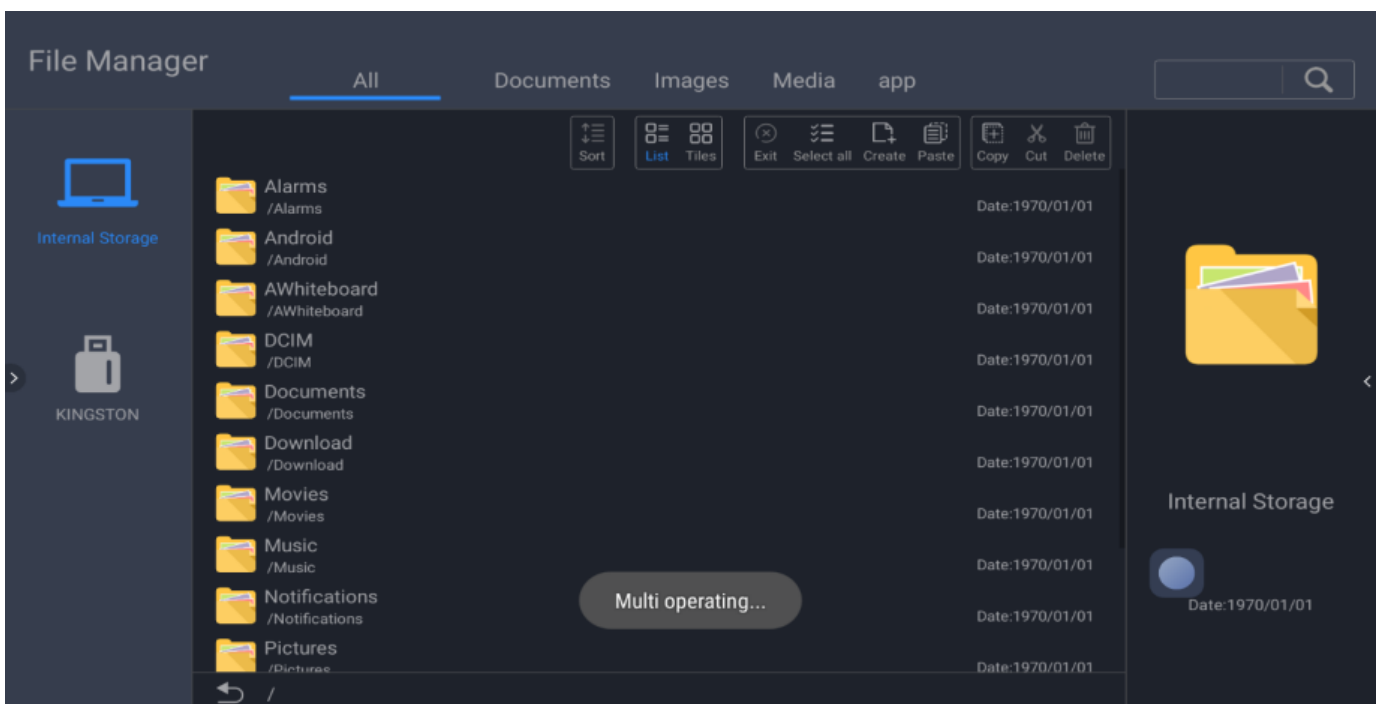 File Manager
All Documents Images Media app
Sort List Tiles Exit Select all Create Paste Copy Cut Delete
Internal Storage
KINGSTON
Alarms
/Alarms Date:1970/01/01
Android
/Android Date:1970/01/01
AWhiteboard
/AWhiteboard Date:1970/01/01
DCIM
/DCIM Date:1970/01/01
Documents
/Documents Date:1970/01/01
Download
/Download Date:1970/01/01
Movies
/Movies Date:1970/01/01
Music
/Music Date:1970/01/01
Notifications
/Notifications Date:1970/01/01
Pictures
/Pictures Date:1970/01/01
Multi operating...
/
Internal Storage
Date:1970/01/01